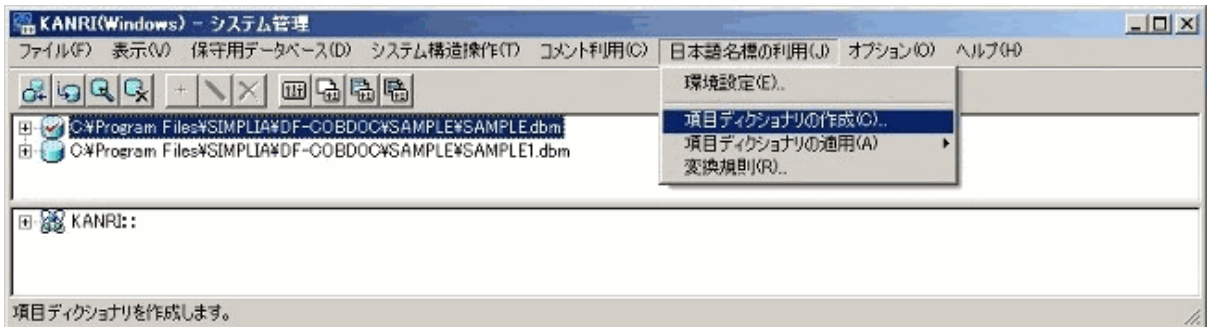 KANRI(Windows) - システム管理
ファイル(F) 表示(V) 保守用データベース(D) システム構造操作(T) コメント利用(C) 日本語名標の利用(J) オプション(O) ヘルプ(H)
環境設定(E)...
項目ディクショナリの作成(C)...
項目ディクショナリの適用(A)
変換規則(R)...
C:¥Program Files¥SIMPLIA¥DF-COBDOC¥SAMPLE¥SAMPLE.dbm
C:¥Program Files¥SIMPLIA¥DF-COBDOC¥SAMPLE¥SAMPLE1.dbm
KANRI::
項目ディクショナリを作成します。